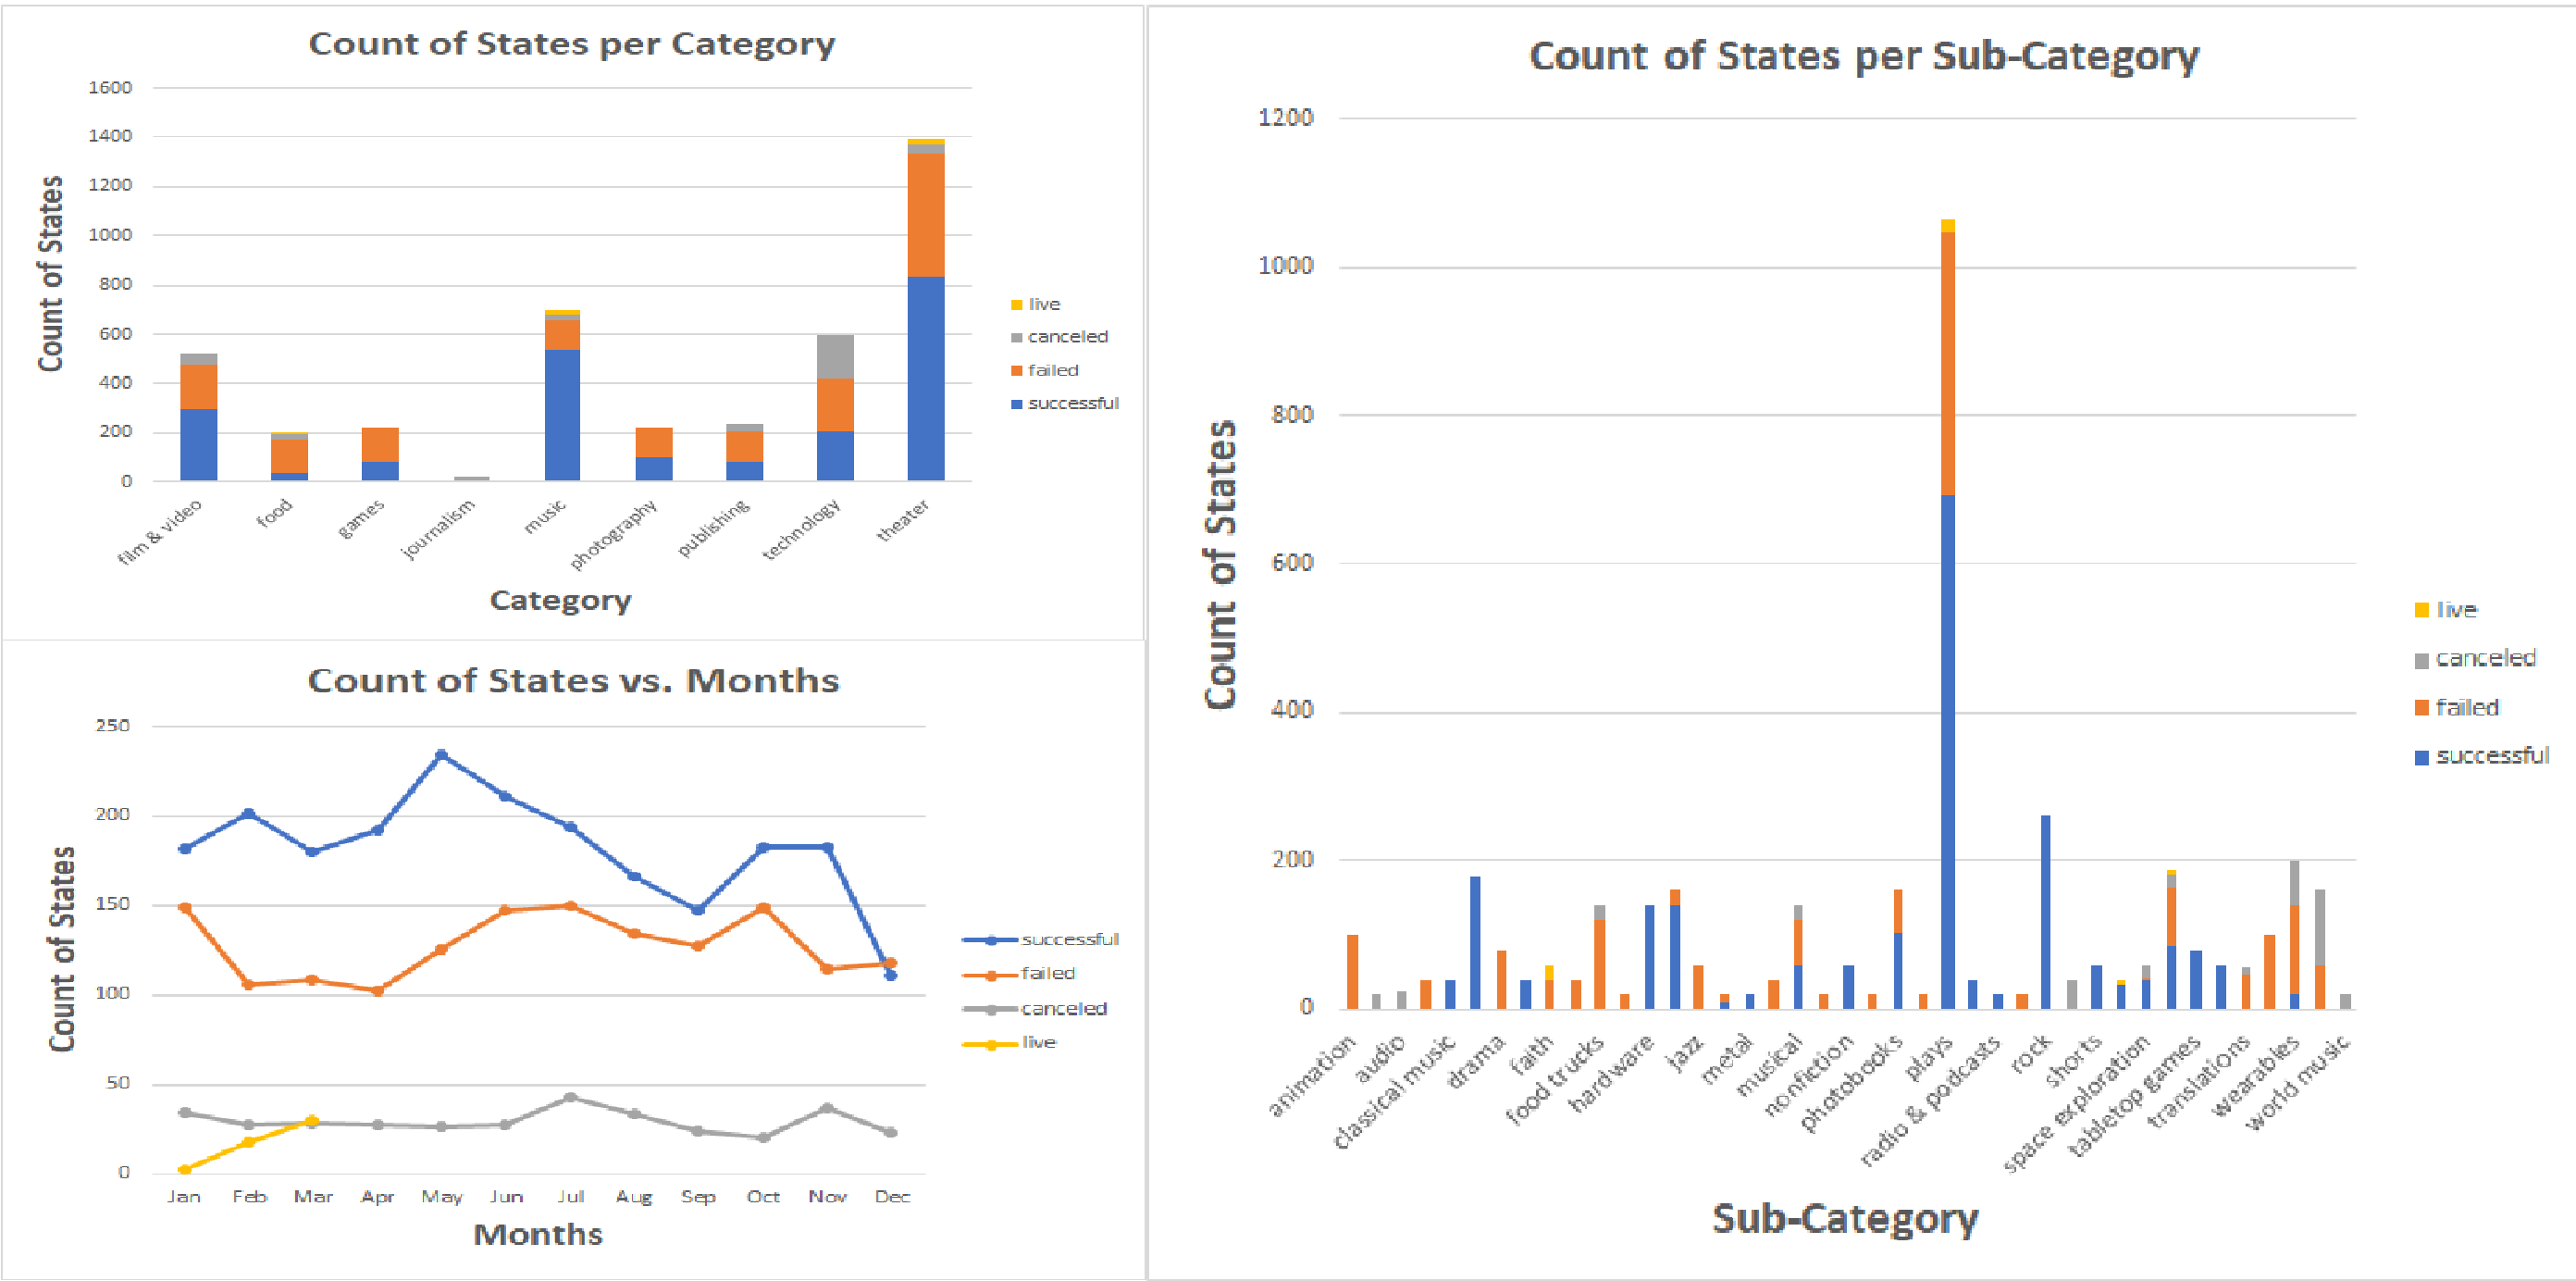 Count of States per Category
1600
1400
1200
1000
800
600
400
200
0
Count of States
live
canceled
failed
successful
film & video
food
games
journalism
music
photography
publishing
technology
theater
Category
Count of States vs. Months
250
200
150
100
50
0
Count of States
successful
failed
canceled
live
Jan Feb Mar Apr May Jun Jul Aug Sep Oct Nov Dec
Months
Count of States per Sub-Category
1200
1000
800
600
400
200
0
Count of States
live
canceled
failed
successful
animation
audio
classical music
drama
faith
food trucks
hardware
jazz
metal
musical
nonfiction
photobooks
plays
radio & podcasts
rock
shorts
space exploration
tabletop games
translations
wearables
world music
Sub-Category